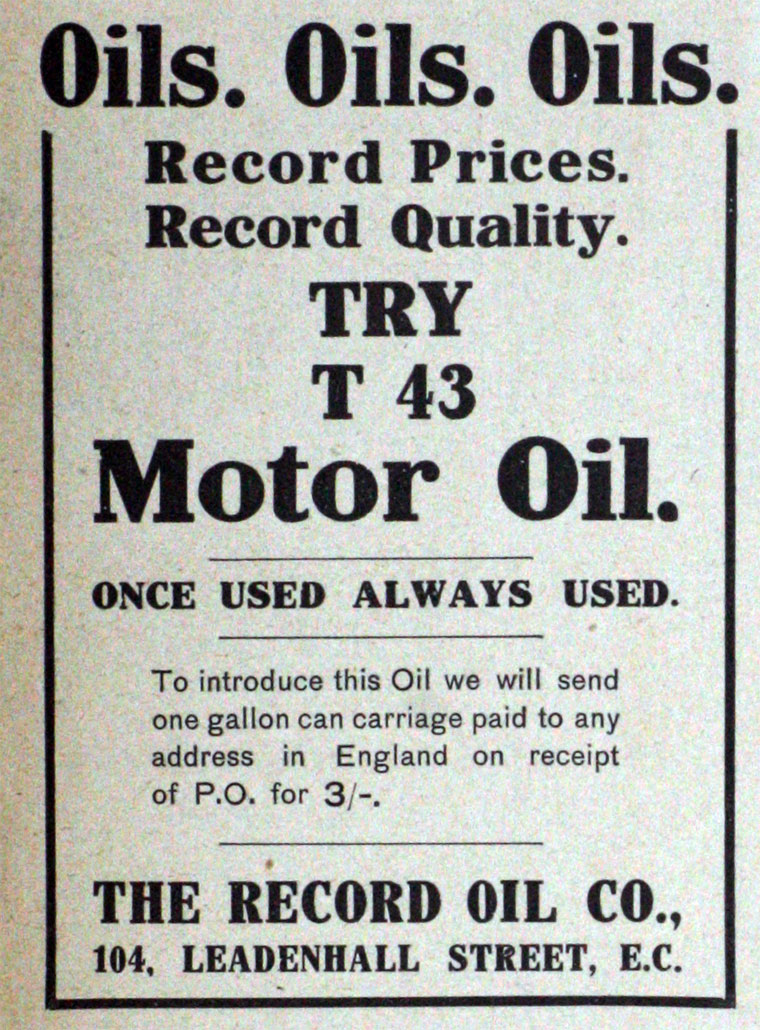 Oils. Oils. Oils.
Record Prices.
Record Quality.
TRY
T 43
Motor Oil.
ONCE USED ALWAYS USED.
To introduce this Oil we will send
one gallon can carriage paid to any
address in England on receipt
of P.O. for 3/-.
THE RECORD OIL CO.,
104, LEADENHALL STREET, E.C.